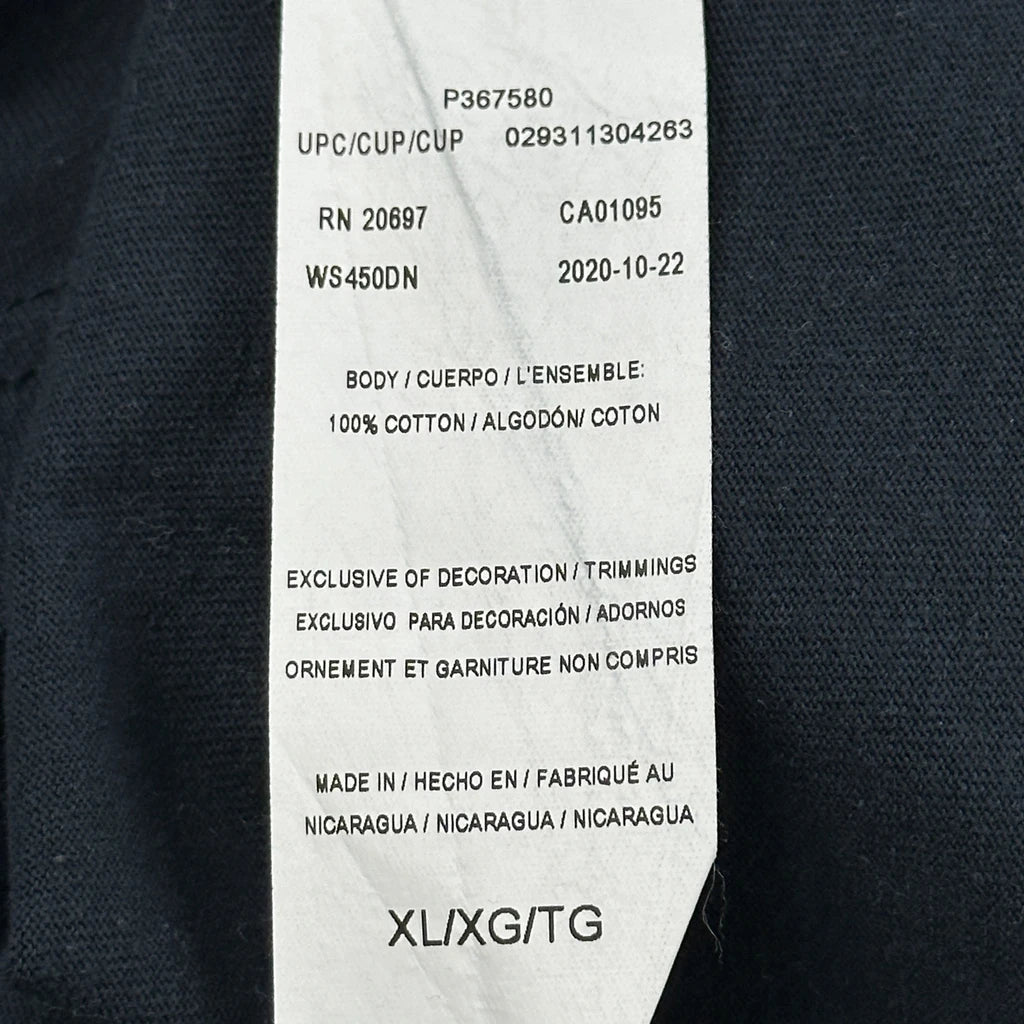 P367580
UPC/CUP/CUP 029311304263
RN 20697 CA01095
WS450DN 2020-10-22
BODY / CUERPO / L'ENSEMBLE:
100% COTTON / ALGODÓN/ COTON
EXCLUSIVE OF DECORATION / TRIMMINGS
EXCLUSIVO PARA DECORACIÓN / ADORNOS
ORNEMENT ET GARNITURE NON COMPRIS
MADE IN / HECHO EN / FABRIQUÉ AU
NICARAGUA / NICARAGUA / NICARAGUA
XL/XG/TG